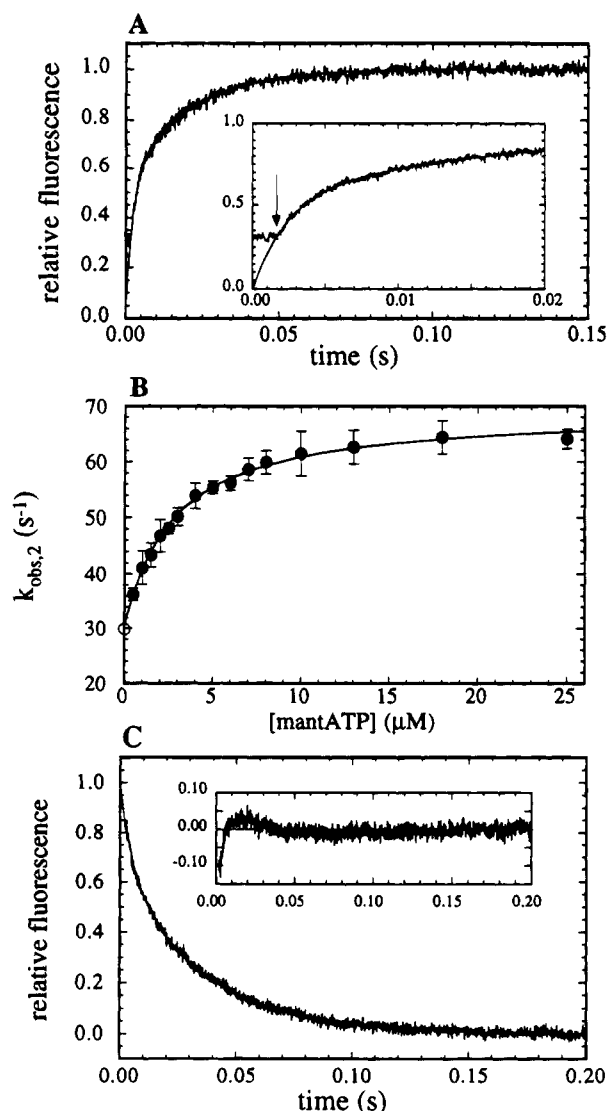 A
relative fluorescence
1.0
0.8
0.6
0.4
0.2
0.0
1.0
0.5
0.0
0.00 0.01 0.02
0.00 0.05 0.10 0.15
time (s)
B
k_obs,2 (s⁻¹)
70
60
50
40
30
20
0 5 10 15 20 25
[mantATP] (μM)
C
relative fluorescence
1.0
0.8
0.6
0.4
0.2
0.0
0.10
0.00
-0.10
0.00 0.05 0.10 0.15 0.20
0.00 0.05 0.10 0.15 0.20
time (s)